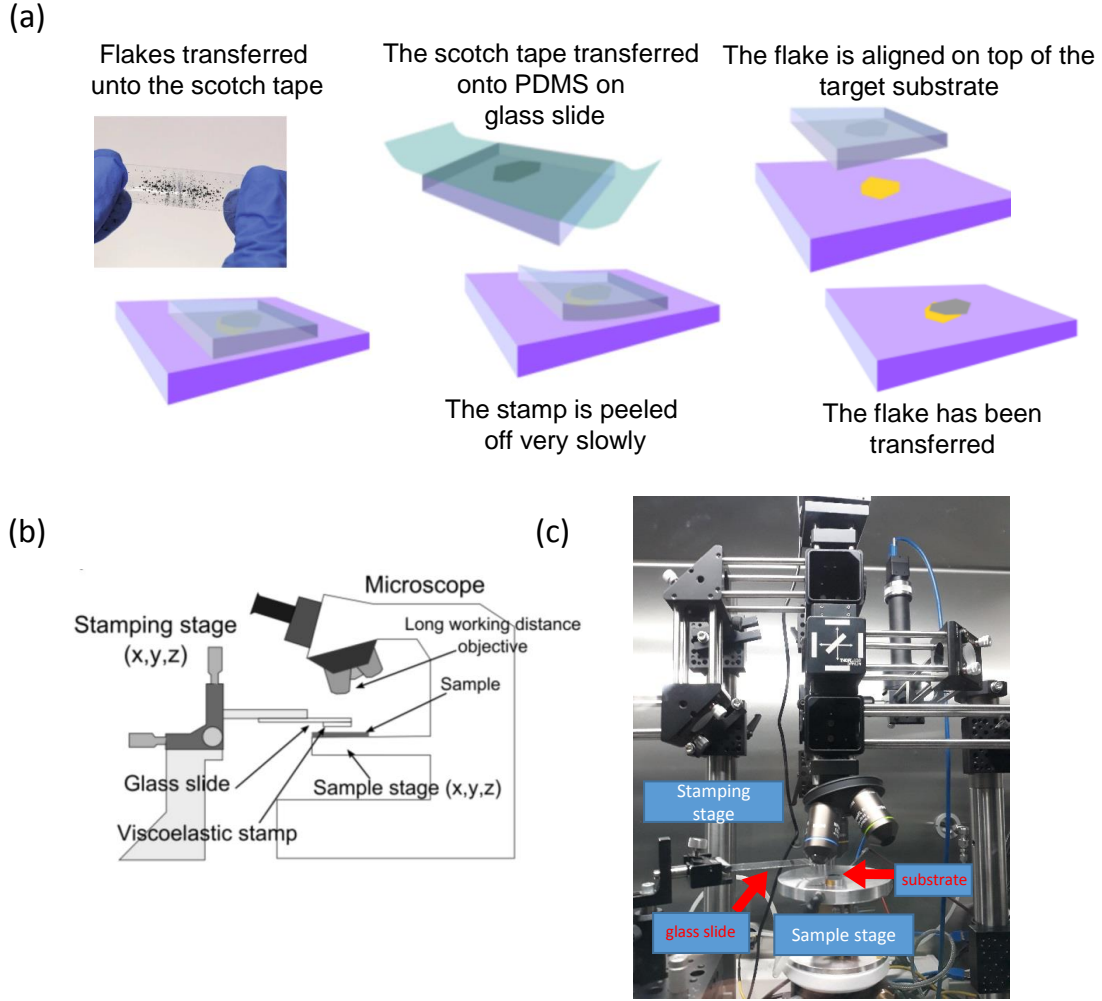 (a)
Flakes transferred
unto the scotch tape
The scotch tape transferred
onto PDMS on
glass slide
The flake is aligned on top of the
target substrate
The stamp is peeled
off very slowly
The flake has been
transferred
(b)
Microscope
Stamping stage
(x,y,z)
Long working distance
objective
Sample
Glass slide
Sample stage (x,y,z)
Viscoelastic stamp
(c)
Stamping
stage
substrate
glass slide
Sample stage